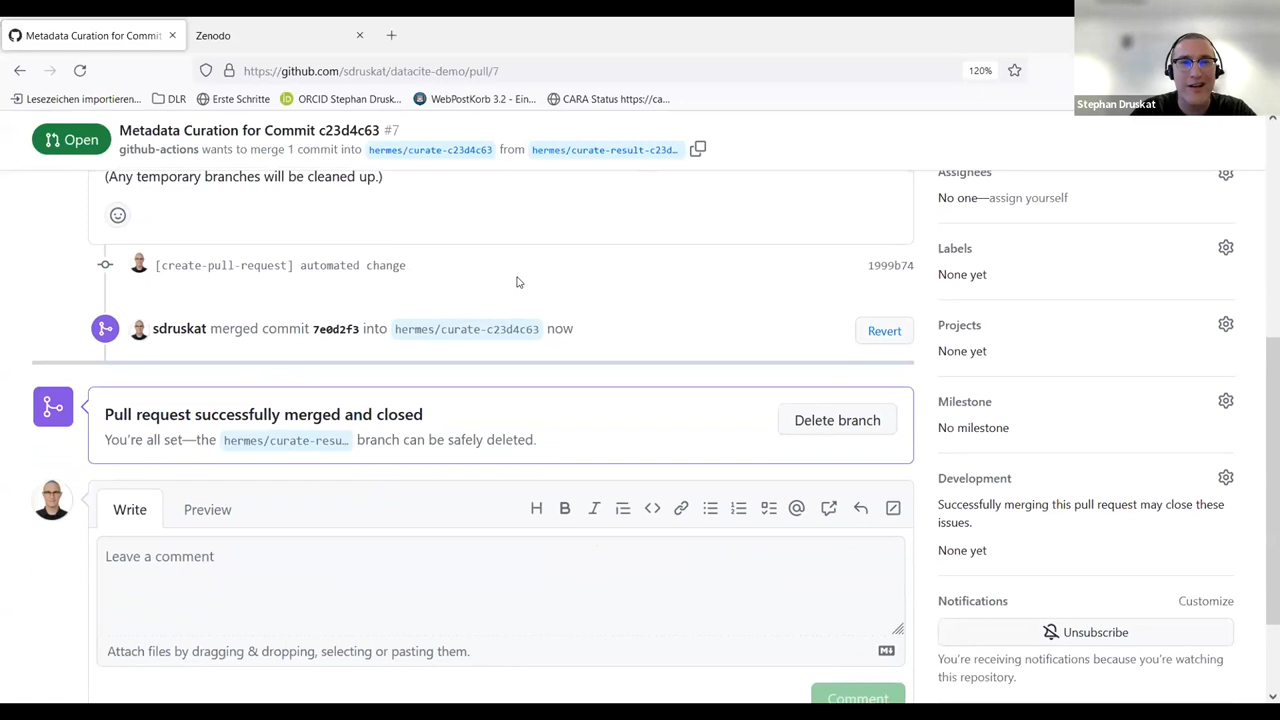 Metadata Curation for Commit
Zenodo
https://github.com/sdruskat/datacite-demo/pull/7
120%
Lesezeichen importieren...
DLR
Erste Schritte
ORCID Stephan Drusk...
WebPostKorb 3.2 - Ein...
CARA Status https://ca...
Stephan Druskat
Open
Metadata Curation for Commit c23d4c63 #7
github-actions wants to merge 1 commit into hermes/curate-c23d4c63 from hermes/curate-result-c23d…
(Any temporary branches will be cleaned up.)
[create-pull-request] automated change
1999b74
sdruskat merged commit 7e0d2f3 into hermes/curate-c23d4c63 now
Revert
Pull request successfully merged and closed
You're all set—the hermes/curate-resu… branch can be safely deleted.
Delete branch
Write
Preview
Leave a comment
Attach files by dragging & dropping, selecting or pasting them.
Comment
Assignees
No one—assign yourself
Labels
None yet
Projects
None yet
Milestone
No milestone
Development
Successfully merging this pull request may close these
issues.
None yet
Notifications
Customize
Unsubscribe
You're receiving notifications because you're watching
this repository.